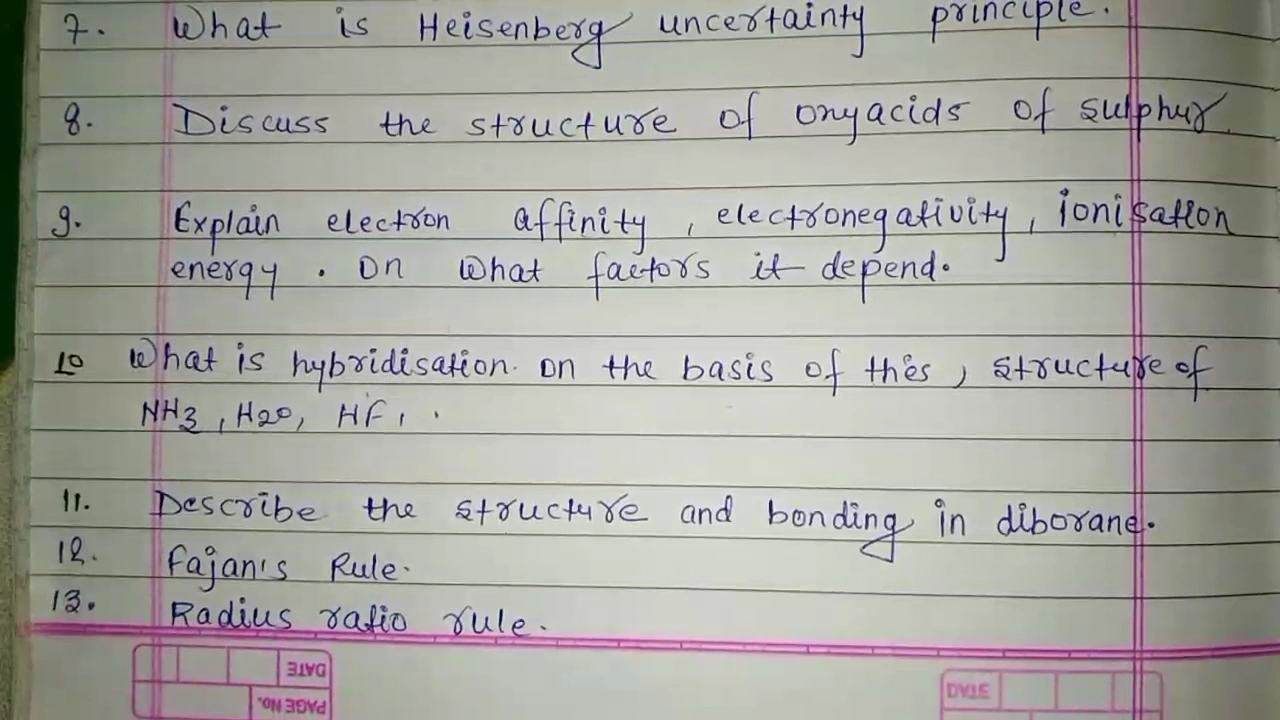 7. What is Heisenberg uncertainty principle.
8. Discuss the structure of oxyacids of sulphur
9. Explain electron affinity, electronegativity, ionisation
energy. On what factors it depend.
10 What is hybridisation. On the basis of this, structure of
NH3, H2O, HF, .
11. Describe the structure and bonding in diborane.
12. Fajan's Rule.
13. Radius ratio rule.
DATE
PAGE No.
DATE